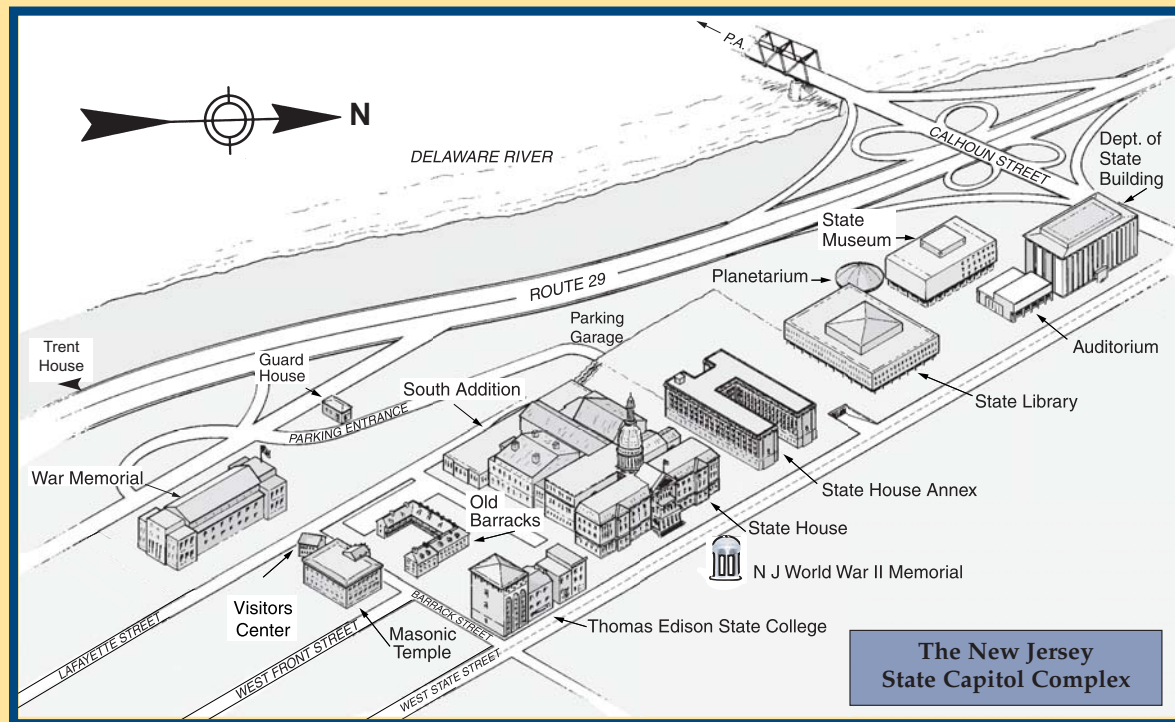 P.A.
N
DELAWARE RIVER
CALHOUN STREET
Dept. of
State
Building
State
Museum
Planetarium
ROUTE 29
Parking
Garage
Trent
House
Guard
House
South Addition
Auditorium
State Library
PARKING ENTRANCE
War Memorial
State House Annex
Old
Barracks
State House
N J World War II Memorial
Visitors
Center
Masonic
Temple
BARRACK STREET
Thomas Edison State College
LAFAYETTE STREET
WEST FRONT STREET
WEST STATE STREET
The New Jersey
State Capitol Complex